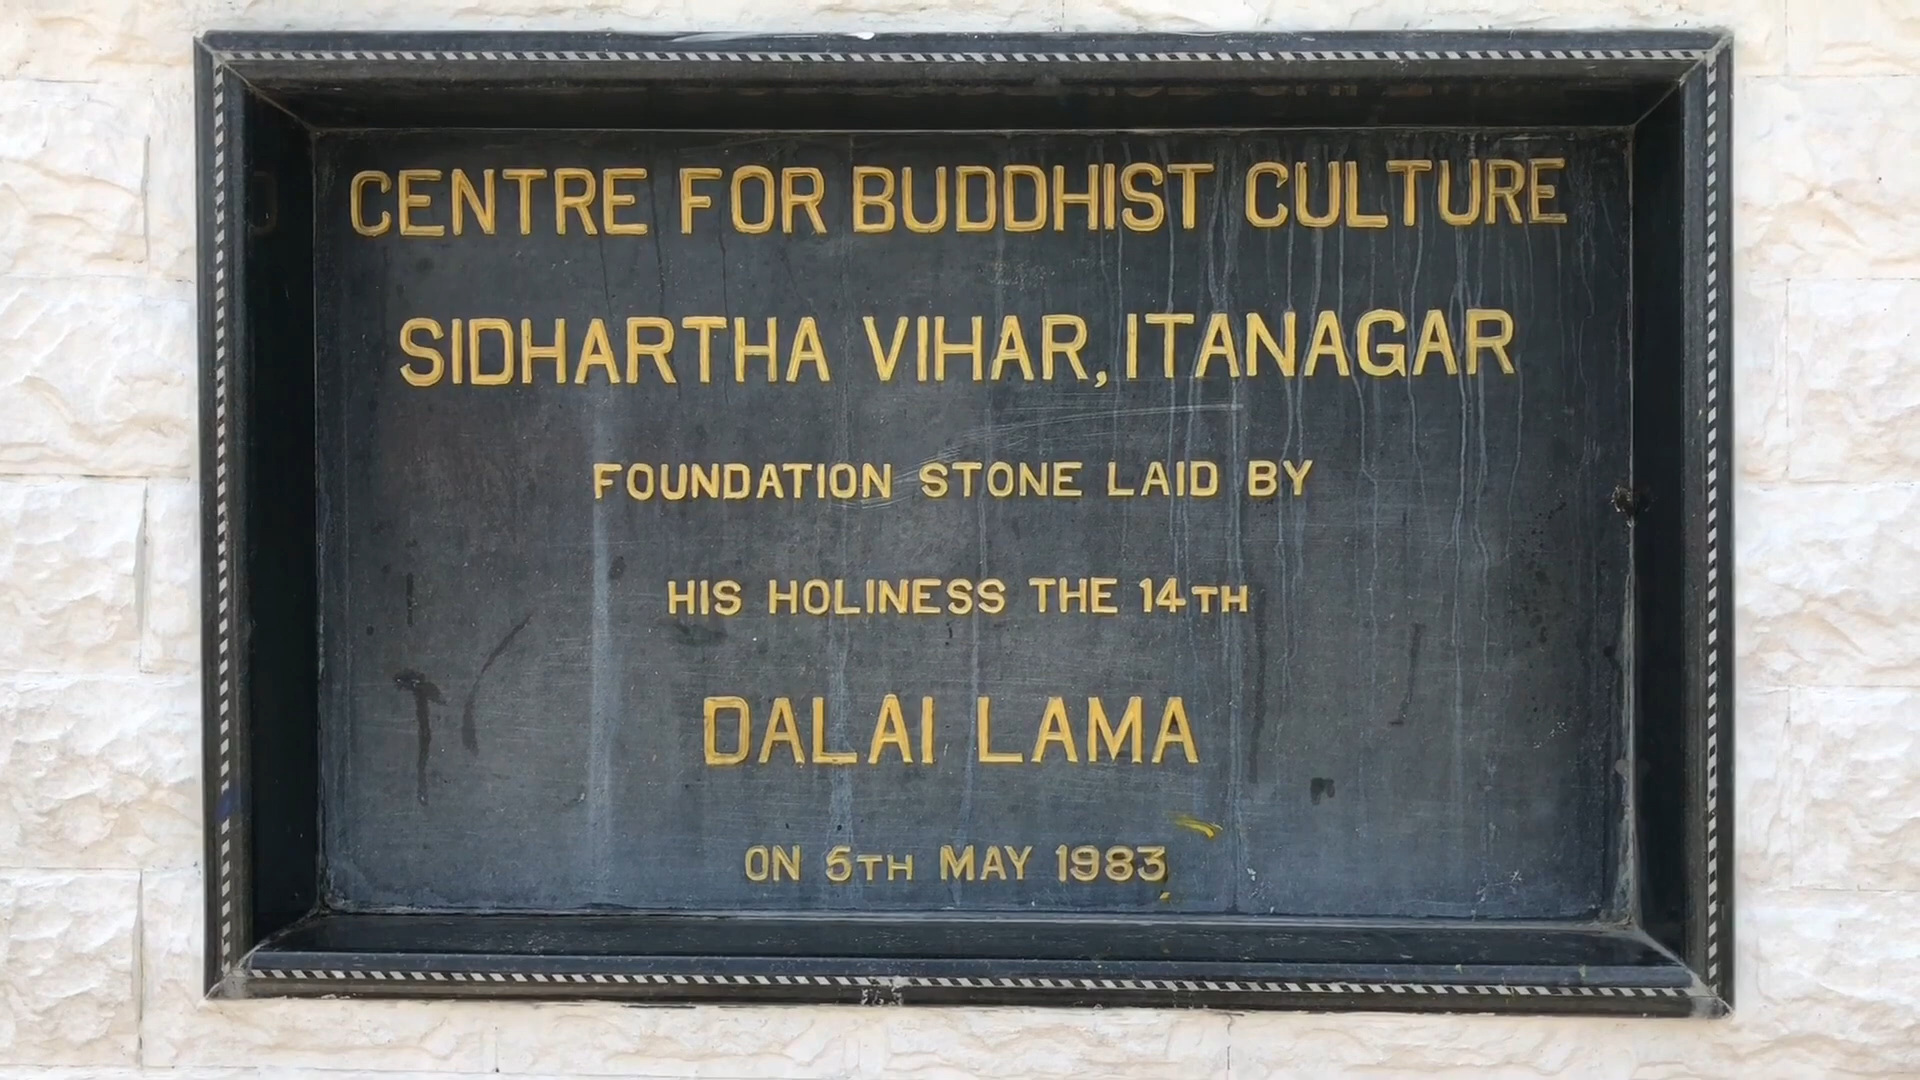 CENTRE FOR BUDDHIST CULTURE
SIDHARTHA VIHAR, ITANAGAR
FOUNDATION STONE LAID BY
HIS HOLINESS THE 14TH
DALAI LAMA
ON 5TH MAY 1983